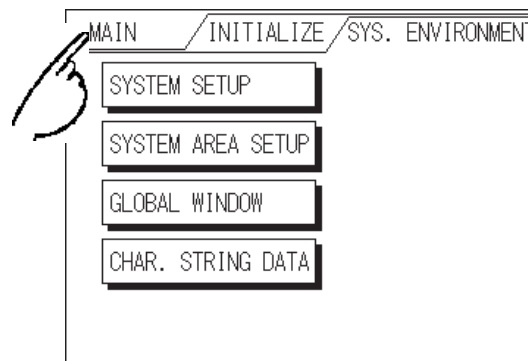 MAIN INITIALIZE SYS. ENVIRONMENT
SYSTEM SETUP
SYSTEM AREA SETUP
GLOBAL WINDOW
CHAR. STRING DATA